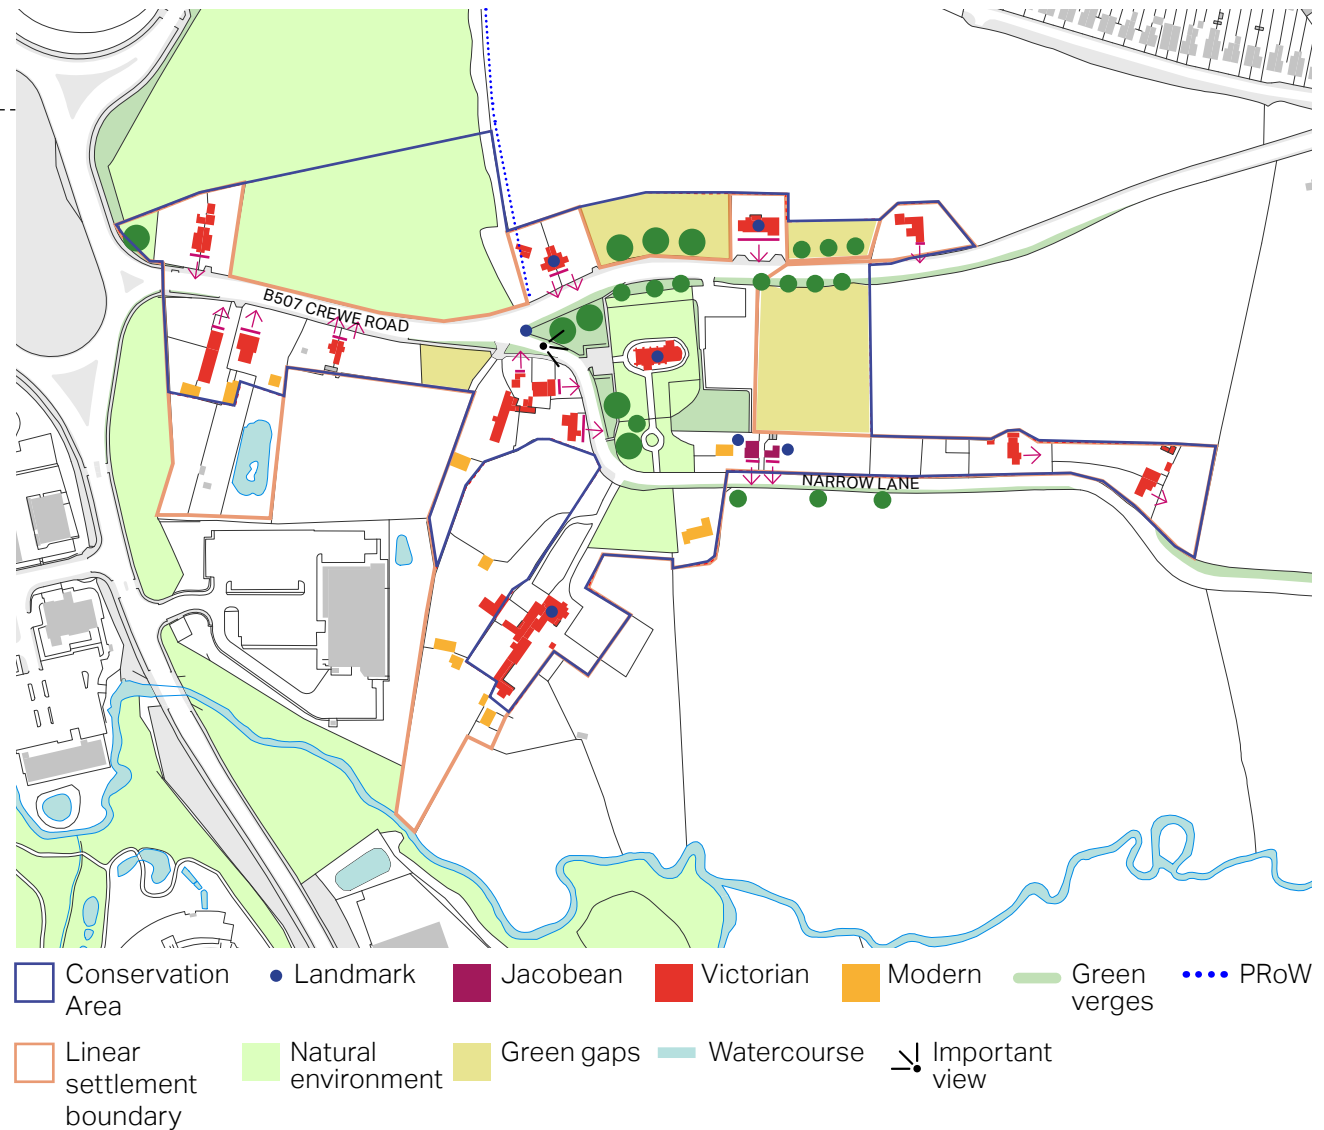 B507 CREWE ROAD
NARROW LANE
Conservation
Area
Landmark
Jacobean
Victorian
Modern
Green
verges
PRoW
Linear
settlement
boundary
Natural
environment
Green gaps
Watercourse
Important
view